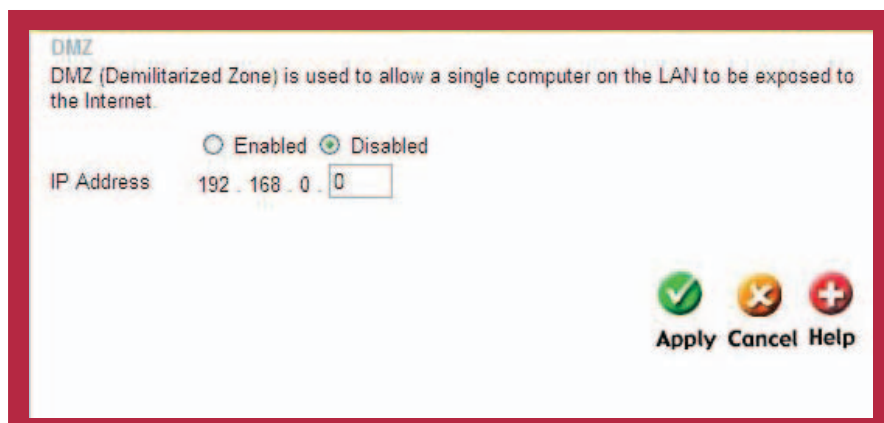 DMZ
DMZ (Demilitarized Zone) is used to allow a single computer on the LAN to be exposed to
the Internet.
Enabled Disabled
IP Address 192 . 168 . 0 . 0
Apply Cancel Help